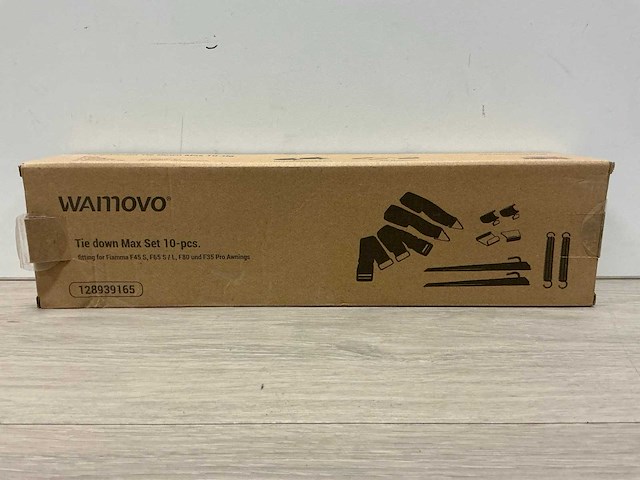 WAMOVO®
Tie down Max Set 10-pcs.
fitting for Fiamma F45 S, F65 S / L, F80 und F35 Pro Awnings
128939165